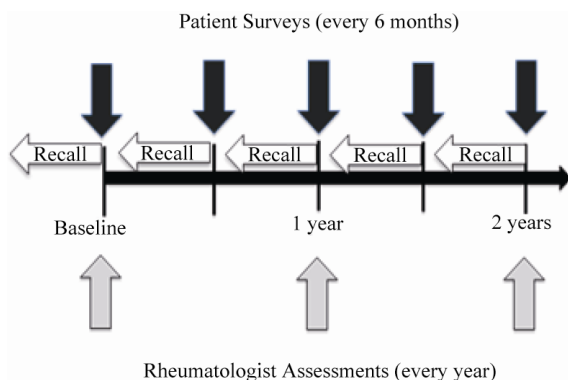 Patient Surveys (every 6 months)
Recall Recall Recall Recall Recall
Baseline 1 year 2 years
Rheumatologist Assessments (every year)